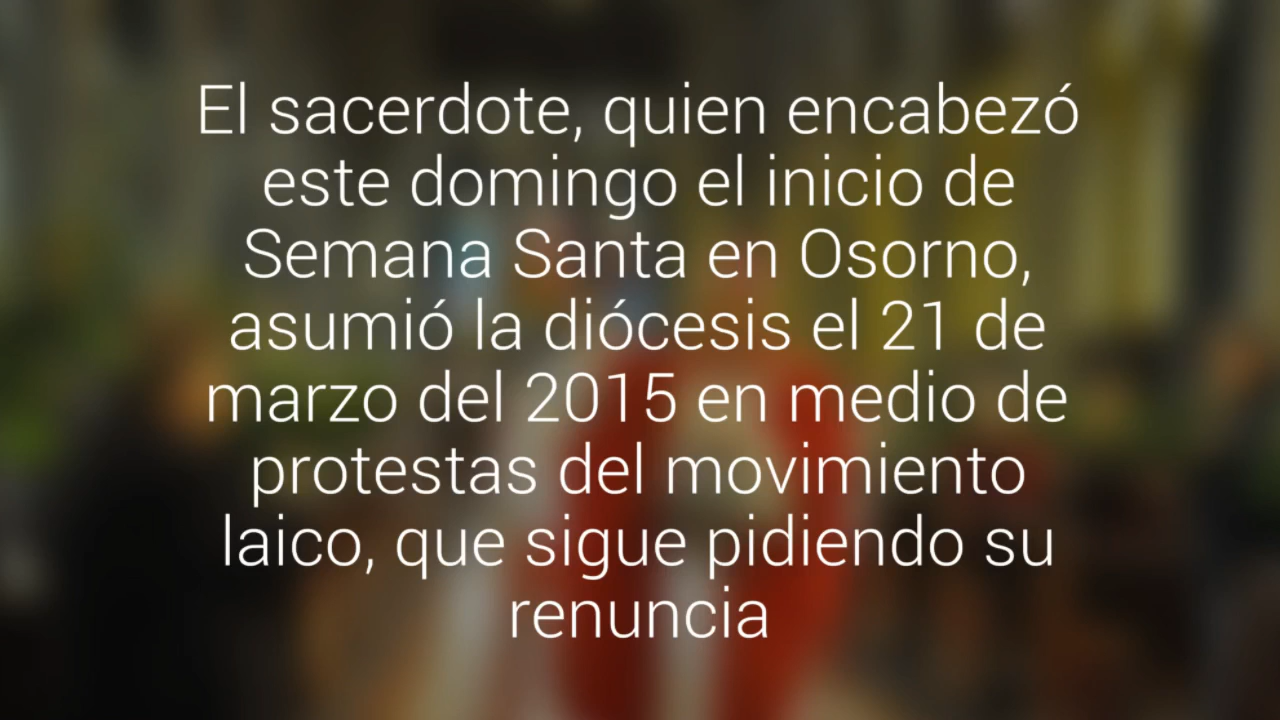 El sacerdote, quien encabezó
este domingo el inicio de
Semana Santa en Osorno,
asumió la diócesis el 21 de
marzo del 2015 en medio de
protestas del movimiento
laico, que sigue pidiendo su
renuncia